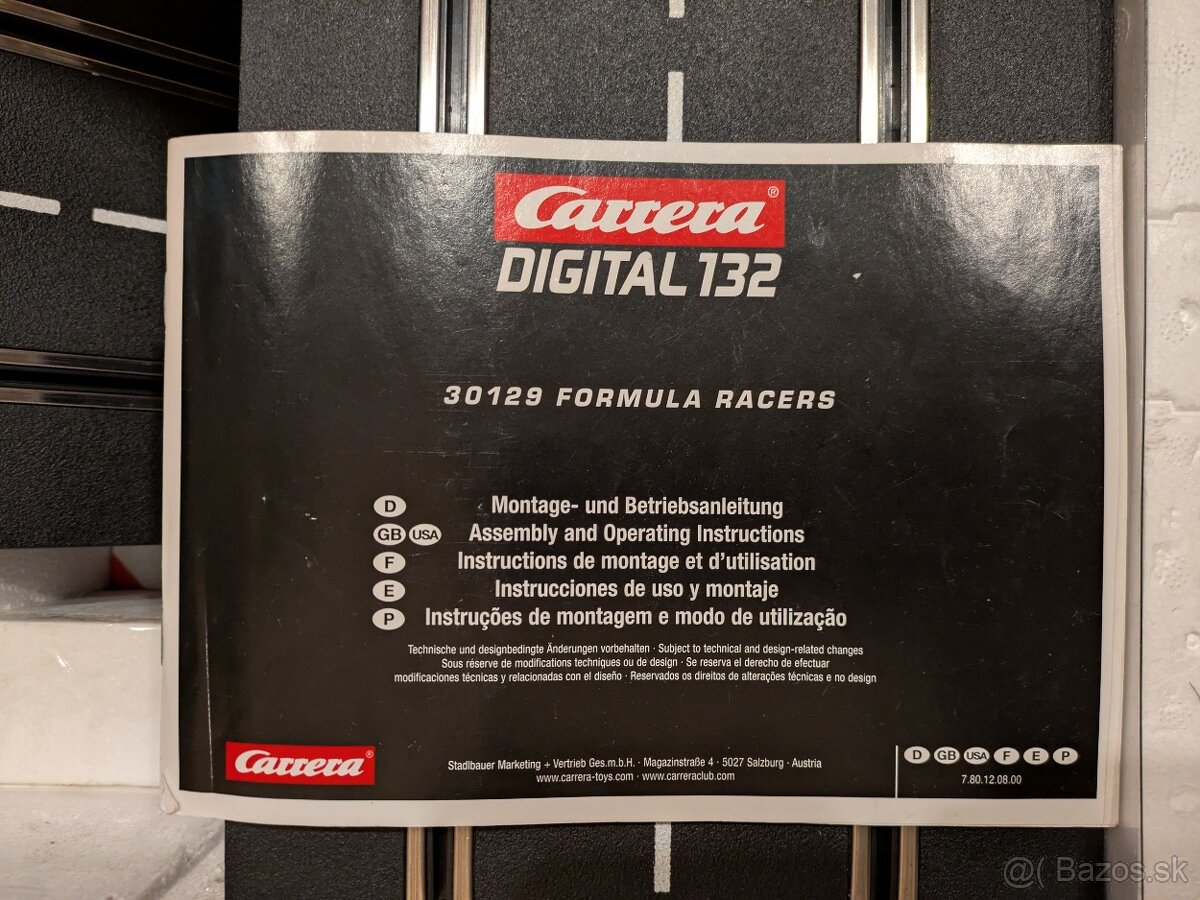 Carrera®
DIGITAL 132
30129 FORMULA RACERS
D Montage- und Betriebsanleitung
GB USA Assembly and Operating Instructions
F Instructions de montage et d'utilisation
E Instrucciones de uso y montaje
P Instruções de montagem e modo de utilização
Technische und designbedingte Änderungen vorbehalten · Subject to technical and design-related changes
Sous réserve de modifications techniques ou de design · Se reserva el derecho de efectuar
modificaciones técnicas y relacionadas con el diseño · Reservados os direitos de alterações técnicas e no design
Carrera®
Stadlbauer Marketing + Vertrieb Ges.m.b.H. · Magazinstraße 4 · 5027 Salzburg · Austria
www.carrera-toys.com · www.carreraclub.com
D GB USA F E P
7.80.12.08.00
@( Bazos.sk